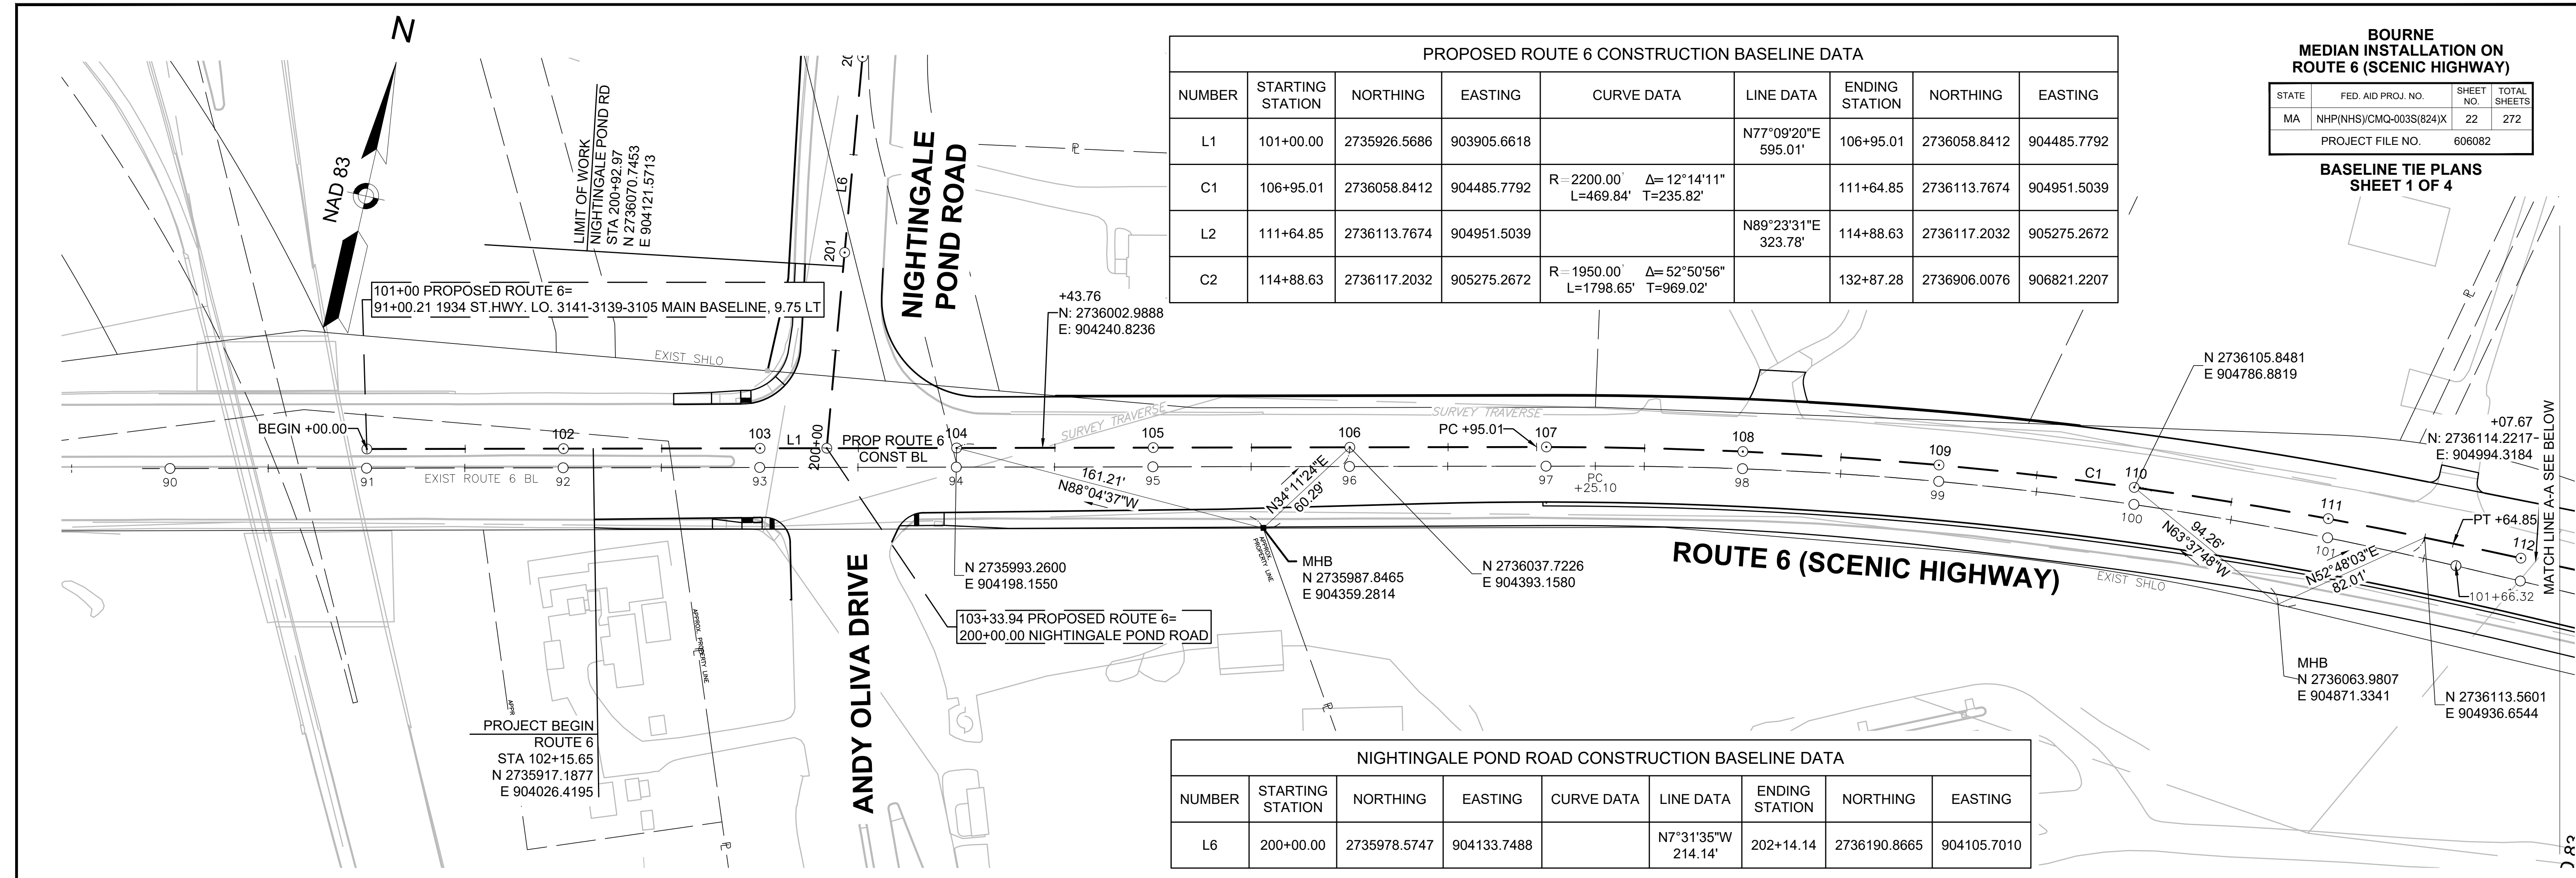 BOURNE
MEDIAN INSTALLATION ON
ROUTE 6 (SCENIC HIGHWAY)
STATE FED. AID PROJ. NO. SHEET NO. TOTAL SHEETS
MA NHP(NHS)/CMQ-003S(824)X 22 272
PROJECT FILE NO. 606082
BASELINE TIE PLANS
SHEET 1 OF 4
PROPOSED ROUTE 6 CONSTRUCTION BASELINE DATA
NUMBER STARTING STATION NORTHING EASTING CURVE DATA LINE DATA ENDING STATION NORTHING EASTING
L1 101+00.00 2735926.5686 903905.6618 N77°09'20"E 595.01' 106+95.01 2736058.8412 904485.7792
C1 106+95.01 2736058.8412 904485.7792 R=2200.00' Δ=12°14'11" L=469.84' T=235.82' 111+64.85 2736113.7674 904951.5039
L2 111+64.85 2736113.7674 904951.5039 N89°23'31"E 323.78' 114+88.63 2736117.2032 905275.2672
C2 114+88.63 2736117.2032 905275.2672 R=1950.00' Δ=52°50'56" L=1798.65' T=969.02' 132+87.28 2736906.0076 906821.2207
N
NAD 83
LIMIT OF WORK
NIGHTINGALE POND RD
STA 200+92.97
N 2736070.7453
E 904121.5713
20
L6
201
NIGHTINGALE
POND ROAD
101+00 PROPOSED ROUTE 6=
91+00.21 1934 ST.HWY. LO. 3141-3139-3105 MAIN BASELINE, 9.75 LT
+43.76
N: 2736002.9888
E: 904240.8236
N 2736105.8481
E 904786.8819
EXIST SHLO
SURVEY TRAVERSE
SURVEY TRAVERSE
+07.67
N: 2736114.2217
E: 904994.3184
MATCH LINE A-A SEE BELOW
BEGIN +00.00
102
103
L1
200+00
PROP ROUTE 6
CONST BL
104
105
106
PC +95.01
107
108
109
C1
110
111
PT +64.85
112
90
91
EXIST ROUTE 6 BL
92
93
94
95
96
97
PC
+25.10
98
99
100
101
101+66.32
161.21'
N88°04'37"W
N34°11'24"E
60.29'
94.26'
N63°37'48"W
N52°48'03"E
82.01'
EXIST SHLO
ROUTE 6 (SCENIC HIGHWAY)
APPROX.
PROPERTY LINE
MHB
N 2735987.8465
E 904359.2814
N 2736037.7226
E 904393.1580
N 2735993.2600
E 904198.1550
103+33.94 PROPOSED ROUTE 6=
200+00.00 NIGHTINGALE POND ROAD
ANDY OLIVA DRIVE
APPROX. PROPERTY LINE
PROJECT BEGIN
ROUTE 6
STA 102+15.65
N 2735917.1877
E 904026.4195
MHB
N 2736063.9807
E 904871.3341
N 2736113.5601
E 904936.6544
NIGHTINGALE POND ROAD CONSTRUCTION BASELINE DATA
NUMBER STARTING STATION NORTHING EASTING CURVE DATA LINE DATA ENDING STATION NORTHING EASTING
L6 200+00.00 2735978.5747 904133.7488 N7°31'35"W 214.14' 202+14.14 2736190.8665 904105.7010